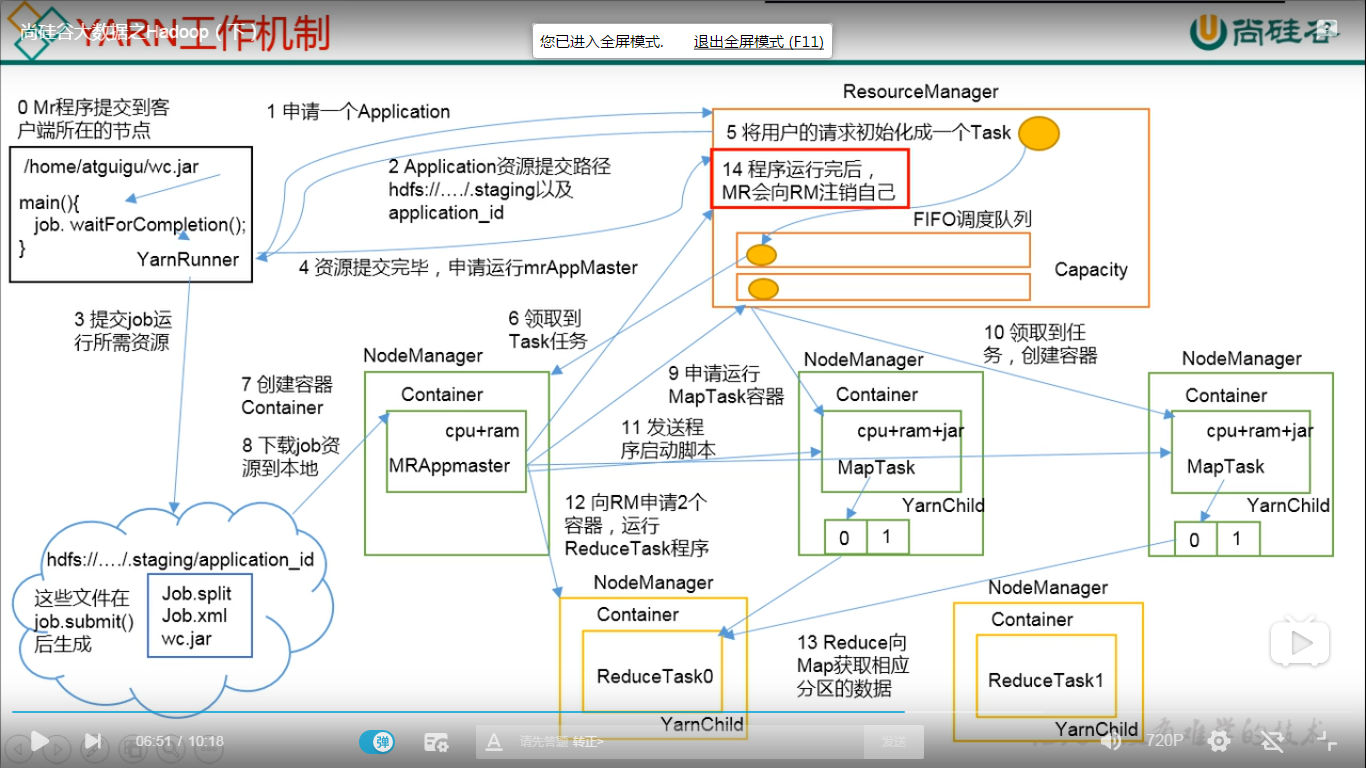 尚硅谷大数据之Hadoop（下）
YARN工作机制
您已进入全屏模式. 退出全屏模式 (F11)
尚硅谷
0 Mr程序提交到客
户端所在的节点
/home/atguigu/wc.jar
main(){
job. waitForCompletion();
}
YarnRunner
1 申请一个Application
2 Application资源提交路径
hdfs://…./.staging以及
application_id
3 提交job运
行所需资源
4 资源提交完毕，申请运行mrAppMaster
ResourceManager
5 将用户的请求初始化成一个Task
14 程序运行完后，
MR会向RM注销自己
FIFO调度队列
Capacity
6 领取到
Task任务
NodeManager
Container
cpu+ram
MRAppmaster
7 创建容器
Container
8 下载job资
源到本地
9 申请运行
MapTask容器
10 领取到任
务，创建容器
11 发送程
序启动脚本
NodeManager
Container
cpu+ram+jar
MapTask
YarnChild
0 1
NodeManager
Container
cpu+ram+jar
MapTask
YarnChild
0 1
12 向RM申请2个
容器，运行
ReduceTask程序
hdfs://…./.staging/application_id
这些文件在
job.submit()
后生成
Job.split
Job.xml
wc.jar
NodeManager
Container
ReduceTask0
YarnChild
13 Reduce向
Map获取相应
分区的数据
NodeManager
Container
ReduceTask1
YarnChild
06:51 / 10:18
弹
A
请先答题 转正>
发送
720P
难学的技术